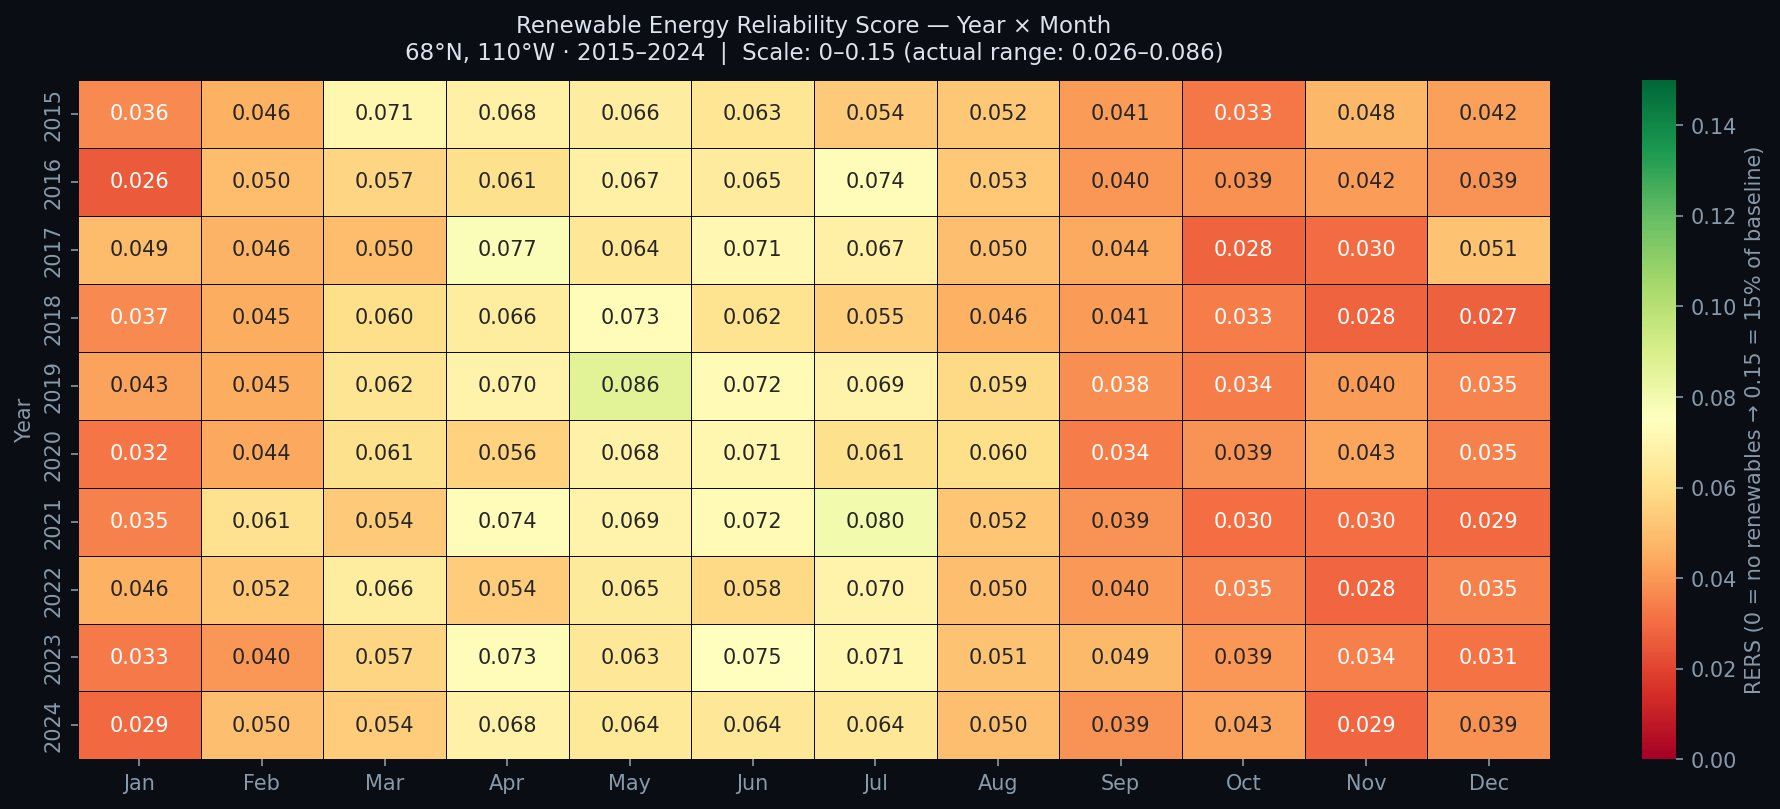 Renewable Energy Reliability Score — Year × Month
68°N, 110°W · 2015–2024 | Scale: 0–0.15 (actual range: 0.026–0.086)
Year
2015 0.036 0.046 0.071 0.068 0.066 0.063 0.054 0.052 0.041 0.033 0.048 0.042
2016 0.026 0.050 0.057 0.061 0.067 0.065 0.074 0.053 0.040 0.039 0.042 0.039
2017 0.049 0.046 0.050 0.077 0.064 0.071 0.067 0.050 0.044 0.028 0.030 0.051
2018 0.037 0.045 0.060 0.066 0.073 0.062 0.055 0.046 0.041 0.033 0.028 0.027
2019 0.043 0.045 0.062 0.070 0.086 0.072 0.069 0.059 0.038 0.034 0.040 0.035
2020 0.032 0.044 0.061 0.056 0.068 0.071 0.061 0.060 0.034 0.039 0.043 0.035
2021 0.035 0.061 0.054 0.074 0.069 0.072 0.080 0.052 0.039 0.030 0.030 0.029
2022 0.046 0.052 0.066 0.054 0.065 0.058 0.070 0.050 0.040 0.035 0.028 0.035
2023 0.033 0.040 0.057 0.073 0.063 0.075 0.071 0.051 0.049 0.039 0.034 0.031
2024 0.029 0.050 0.054 0.068 0.064 0.064 0.064 0.050 0.039 0.043 0.029 0.039
Jan Feb Mar Apr May Jun Jul Aug Sep Oct Nov Dec
0.14
0.12
0.10
0.08
0.06
0.04
0.02
0.00
RERS (0 = no renewables → 0.15 = 15% of baseline)